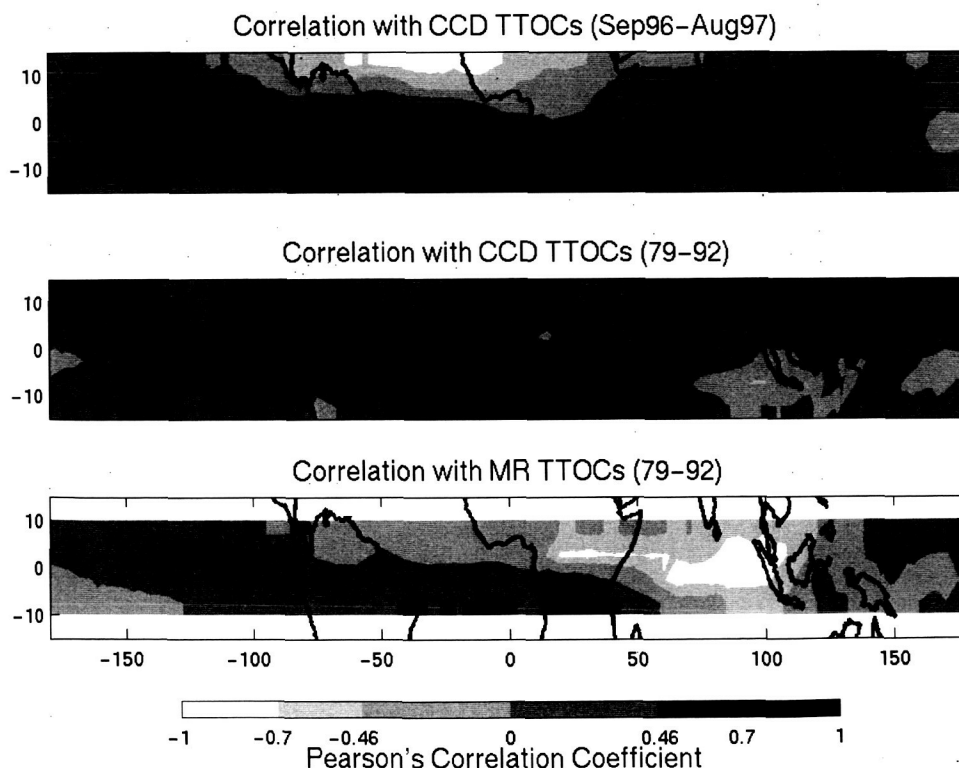 Correlation with CCD TTOCs (Sep96–Aug97)
10
0
−10
Correlation with CCD TTOCs (79–92)
10
0
−10
Correlation with MR TTOCs (79–92)
10
0
−10
−150 −100 −50 0 50 100 150
−1 −0.7 −0.46 0 0.46 0.7 1
Pearson's Correlation Coefficient